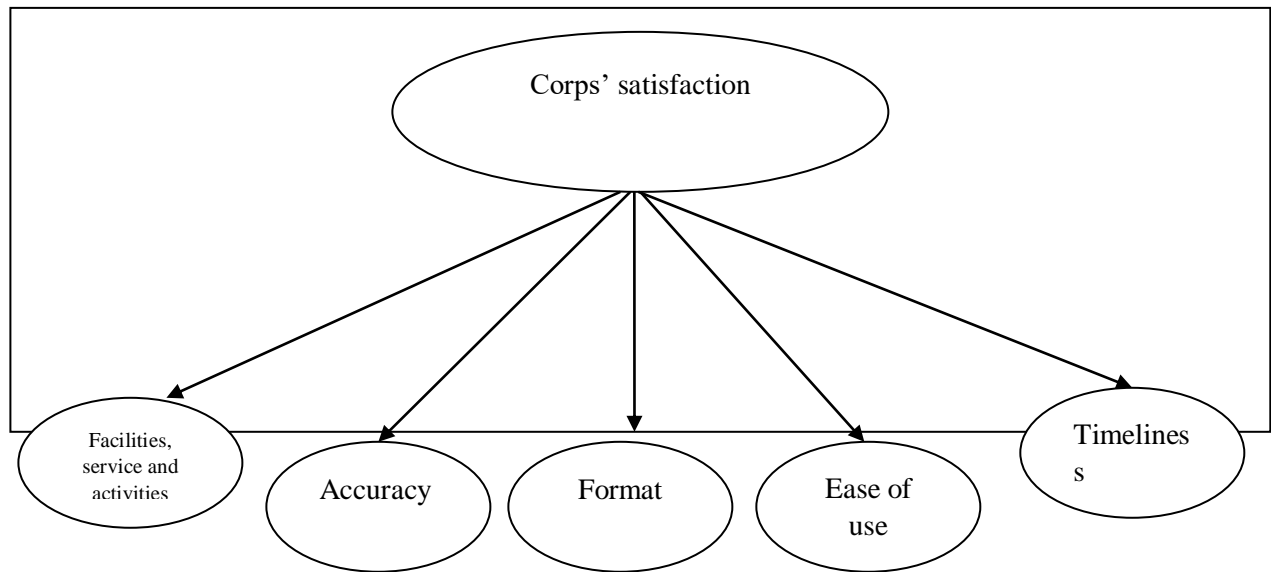 Corps’ satisfaction
Facilities,
service and
activities
Accuracy
Format
Ease of
use
Timelines
s